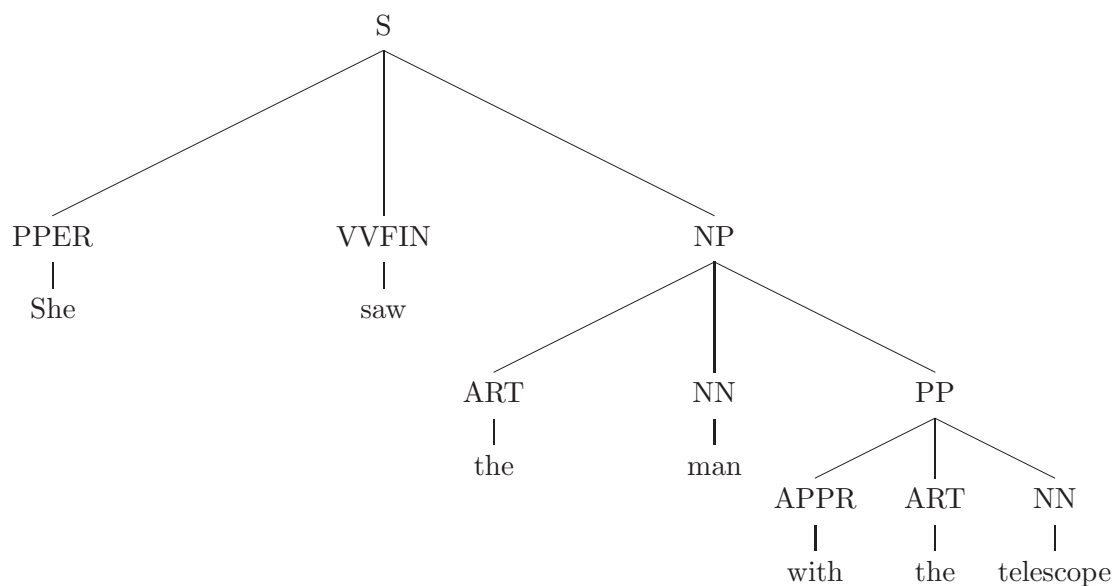 S
PPER VVFIN NP
She saw
ART NN PP
the man
APPR ART NN
with the telescope